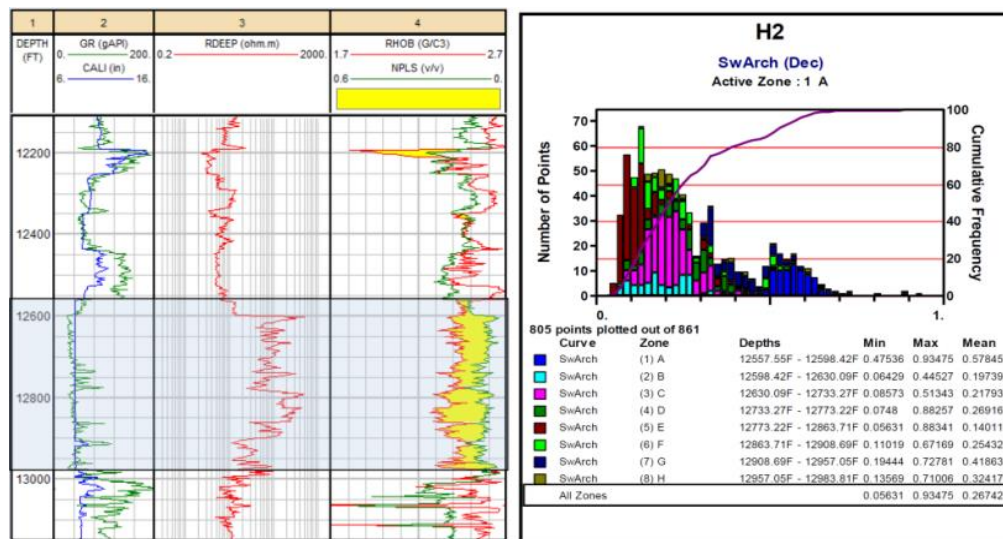 1 2 3 4
DEPTH (FT)
GR (gAPI)
0. 200.
CALI (in)
6. 16.
RDEEP (ohm.m)
0.2 2000.
RHOB (G/C3)
1.7 2.7
NPLS (v/v)
0.6 0.
12200
12400
12600
12800
13000
H2
SwArch (Dec)
Active Zone : 1 A
Number of Points
70
60
50
40
30
20
10
0
Cumulative Frequency
100
80
60
40
20
0
0. 1.
805 points plotted out of 861
Curve Zone Depths Min Max Mean
SwArch (1) A 12557.55F - 12598.42F 0.47536 0.93475 0.57845
SwArch (2) B 12598.42F - 12630.09F 0.06429 0.44527 0.19739
SwArch (3) C 12630.09F - 12733.27F 0.08573 0.51343 0.21793
SwArch (4) D 12733.27F - 12773.22F 0.0748 0.88257 0.26916
SwArch (5) E 12773.22F - 12863.71F 0.05631 0.88341 0.14011
SwArch (6) F 12863.71F - 12908.69F 0.11019 0.67169 0.25432
SwArch (7) G 12908.69F - 12957.05F 0.19444 0.72781 0.41863
SwArch (8) H 12957.05F - 12983.81F 0.13569 0.71006 0.32417
All Zones 0.05631 0.93475 0.26742